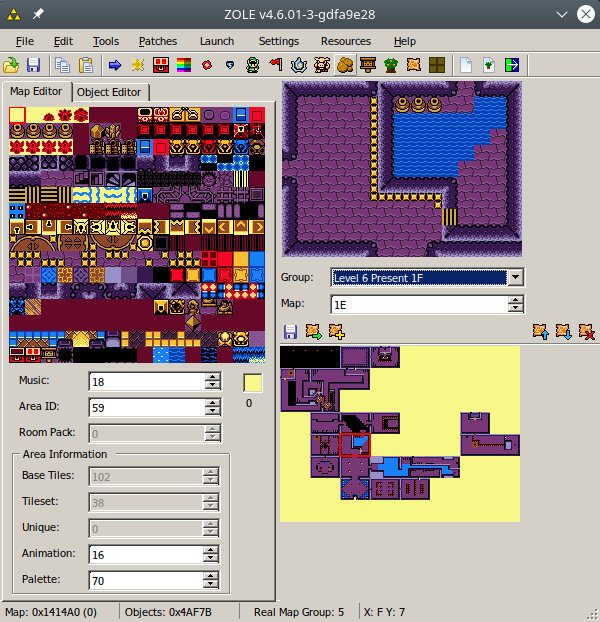 ZOLE v4.6.01-3-gdfa9e28
File Edit Tools Patches Launch Settings Resources Help
Map Editor Object Editor
Group: Level 6 Present 1F
Map: 1E
Music: 18
0
Area ID: 59
Room Pack: 0
Area Information
Base Tiles: 102
Tileset: 38
Unique: 0
Animation: 16
Palette: 70
Map: 0x1414A0 (0) Objects: 0x4AF7B Real Map Group: 5 X: F Y: 7